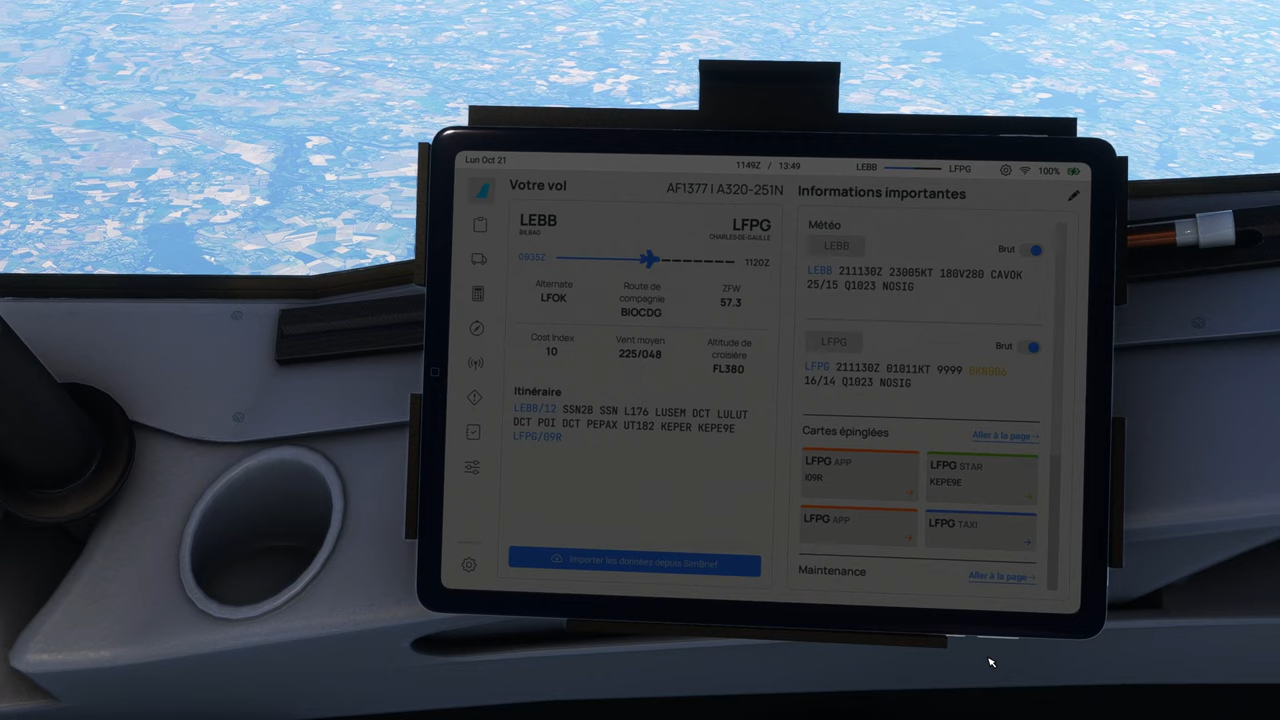 Lun Oct 21
1149Z / 13:49
LEBB
LFPG
100%
Votre vol
AF1377 | A320-251N
LEBB
LFPG
BILBAO
CHARLES-DE-GAULLE
0935Z
1120Z
Alternate
LFOK
Route de
compagnie
BIOCDG
ZFW
57.3
Cost Index
10
Vent moyen
225/048
Altitude de
croisière
FL380
Itinéraire
LEBB/12 SSN2B SSN L176 LUSEM DCT LULUT
DCT POI DCT PEPAX UT182 KEPER KEPE9E
LFPG/09R
Importer les données depuis SimBrief
Informations importantes
Météo
LEBB
Brut
LEBB 211130Z 23005KT 180V280 CAVOK
25/15 Q1023 NOSIG
LFPG
Brut
LFPG 211130Z 01011KT 9999 BKN006
16/14 Q1023 NOSIG
Cartes épinglées
Aller à la page
LFPG APP
I09R
LFPG STAR
KEPE9E
LFPG APP
LFPG TAXI
Maintenance
Aller à la page